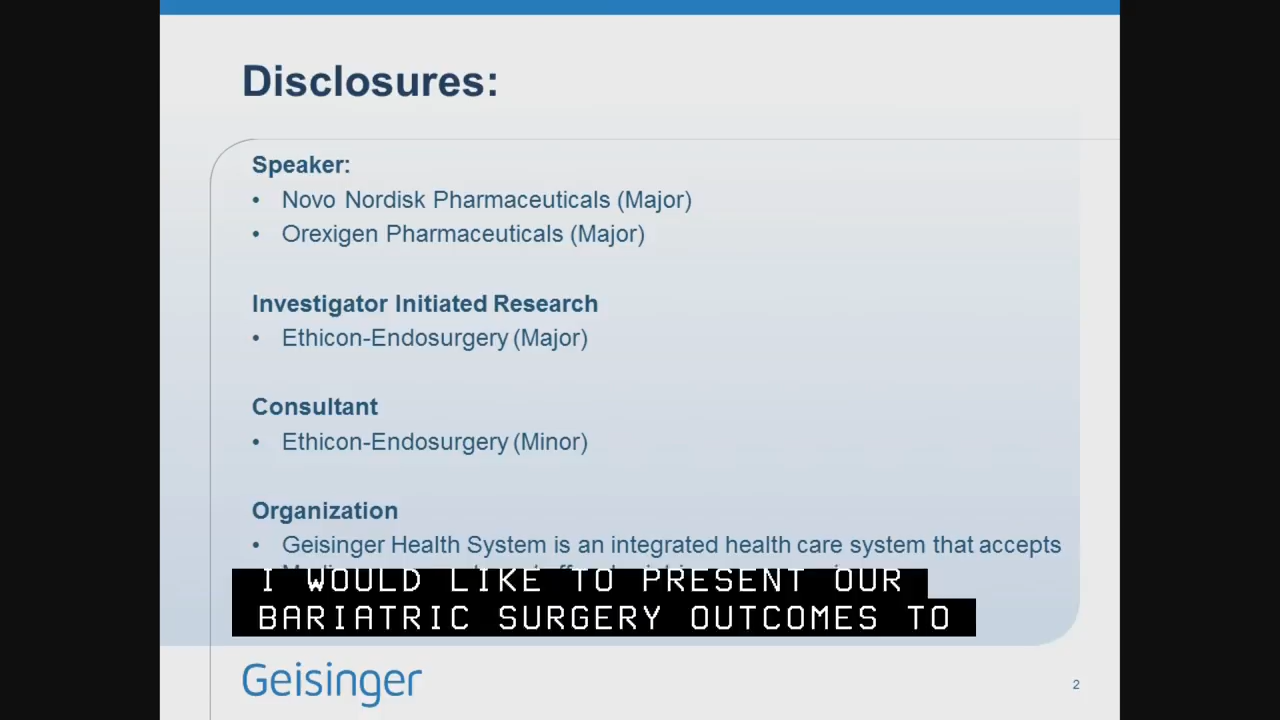 Disclosures:
Speaker:
• Novo Nordisk Pharmaceuticals (Major)
• Orexigen Pharmaceuticals (Major)
Investigator Initiated Research
• Ethicon-Endosurgery (Major)
Consultant
• Ethicon-Endosurgery (Minor)
Organization
• Geisinger Health System is an integrated health care system that accepts
I WOULD LIKE TO PRESENT OUR
BARIATRIC SURGERY OUTCOMES TO
Geisinger
2